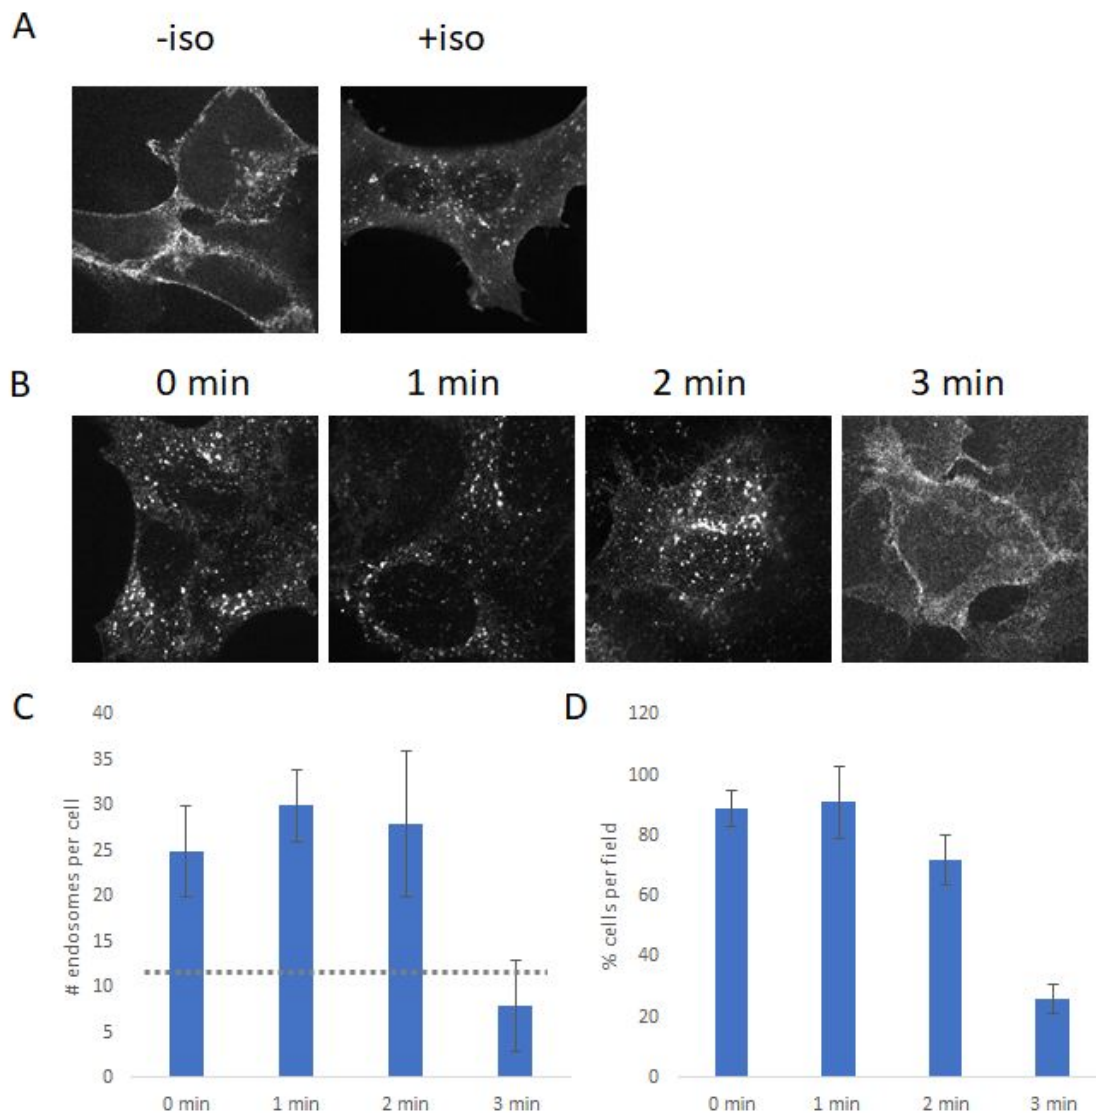 A
-iso
+iso
B
0 min
1 min
2 min
3 min
C
# endosomes per cell
40
35
30
25
20
15
10
5
0
0 min
1 min
2 min
3 min
D
% cells per field
120
100
80
60
40
20
0
0 min
1 min
2 min
3 min